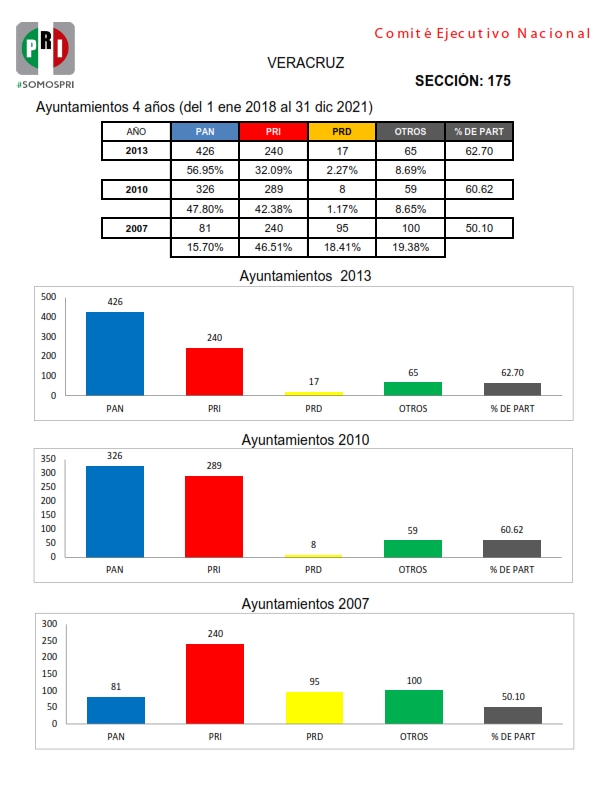 Comité Ejecutivo Nacional
PRI
#SOMOSPRI
VERACRUZ
SECCIÓN: 175
Ayuntamientos 4 años (del 1 ene 2018 al 31 dic 2021)
AÑO PAN PRI PRD OTROS % DE PART
2013 426 240 17 65 62.70
56.95% 32.09% 2.27% 8.69%
2010 326 289 8 59 60.62
47.80% 42.38% 1.17% 8.65%
2007 81 240 95 100 50.10
15.70% 46.51% 18.41% 19.38%
Ayuntamientos 2013
500
400
300
200
100
0
426 240 17 65 62.70
PAN PRI PRD OTROS % DE PART
Ayuntamientos 2010
350
300
250
200
150
100
50
0
326 289 8 59 60.62
PAN PRI PRD OTROS % DE PART
Ayuntamientos 2007
300
250
200
150
100
50
0
81 240 95 100 50.10
PAN PRI PRD OTROS % DE PART